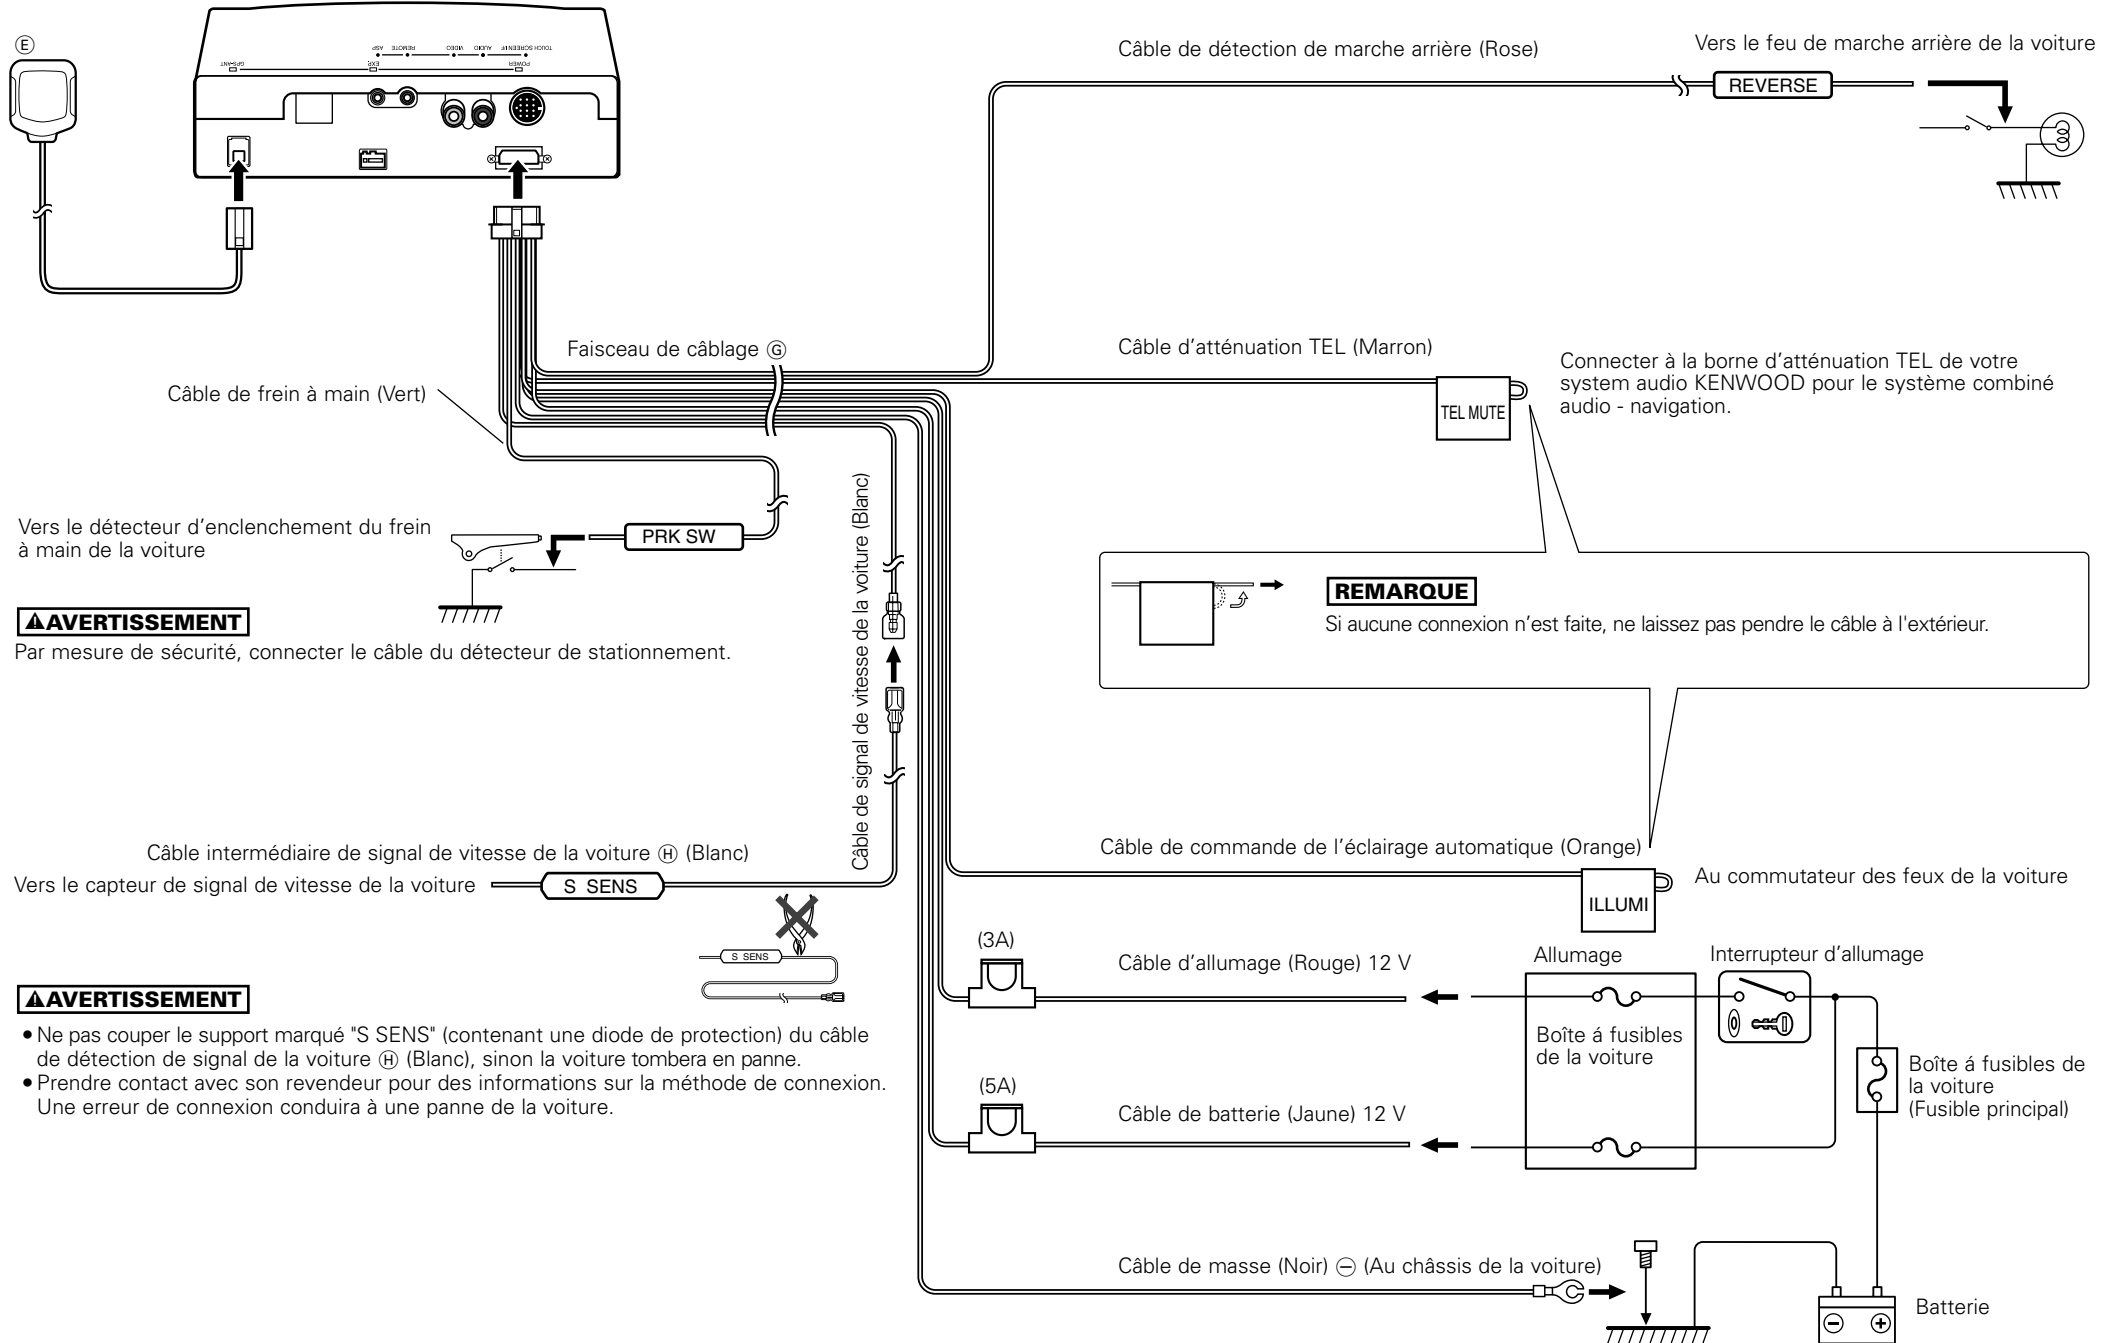 Ⓔ
TOUCH SCREEN I/F
AUDIO
VIDEO
REMOTE
ASP
POWER
EXP.
GPS-ANT
Câble de détection de marche arrière (Rose)
Vers le feu de marche arrière de la voiture
REVERSE
Faisceau de câblage Ⓖ
Câble d’atténuation TEL (Marron)
TEL MUTE
Connecter à la borne d’atténuation TEL de votre
system audio KENWOOD pour le système combiné
audio - navigation.
Câble de frein à main (Vert)
Vers le détecteur d’enclenchement du frein
à main de la voiture
PRK SW
AVERTISSEMENT
Par mesure de sécurité, connecter le câble du détecteur de stationnement.
Câble de signal de vitesse de la voiture (Blanc)
REMARQUE
Si aucune connexion n’est faite, ne laissez pas pendre le câble à l'extérieur.
Câble intermédiaire de signal de vitesse de la voiture Ⓗ (Blanc)
Vers le capteur de signal de vitesse de la voiture
S SENS
S SENS
Câble de commande de l’éclairage automatique (Orange)
ILLUMI
Au commutateur des feux de la voiture
AVERTISSEMENT
• Ne pas couper le support marqué "S SENS" (contenant une diode de protection) du câble
de détection de signal de la voiture Ⓗ (Blanc), sinon la voiture tombera en panne.
• Prendre contact avec son revendeur pour des informations sur la méthode de connexion.
Une erreur de connexion conduira à une panne de la voiture.
(3A)
Câble d’allumage (Rouge) 12 V
Allumage
Interrupteur d’allumage
Boîte á fusibles
de la voiture
(5A)
Câble de batterie (Jaune) 12 V
Boîte á fusibles de
la voiture
(Fusible principal)
Câble de masse (Noir) ⊖ (Au châssis de la voiture)
Batterie
⊖ ⊕